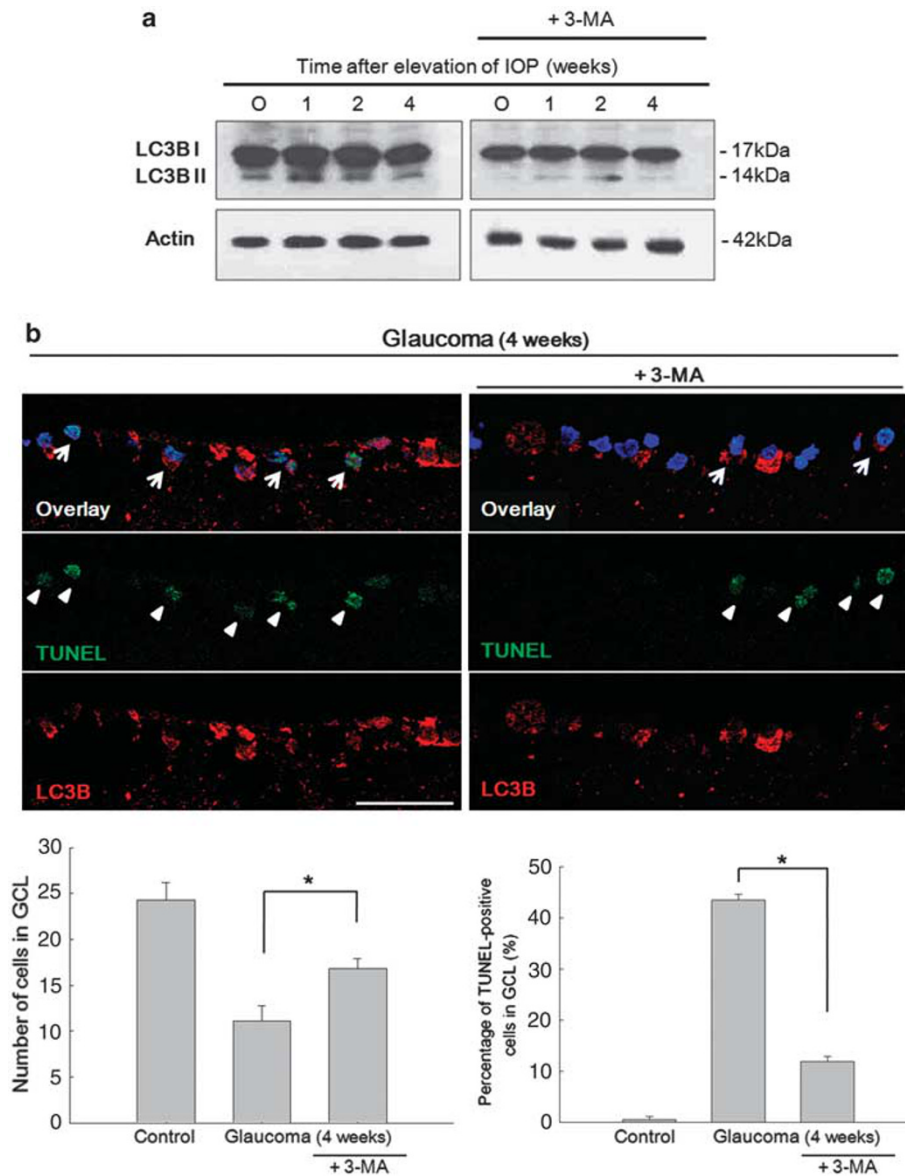 a
+ 3-MA
Time after elevation of IOP (weeks)
O 1 2 4 O 1 2 4
LC3B I - 17kDa
LC3B II - 14kDa
Actin - 42kDa
b
Glaucoma (4 weeks)
+ 3-MA
Overlay Overlay
TUNEL TUNEL
LC3B LC3B
Number of cells in GCL
30
25
20
15
10
5
0
Control Glaucoma (4 weeks)
+ 3-MA
*
Percentage of TUNEL-positive
cells in GCL (%)
50
40
30
20
10
0
Control Glaucoma (4 weeks)
+ 3-MA
*